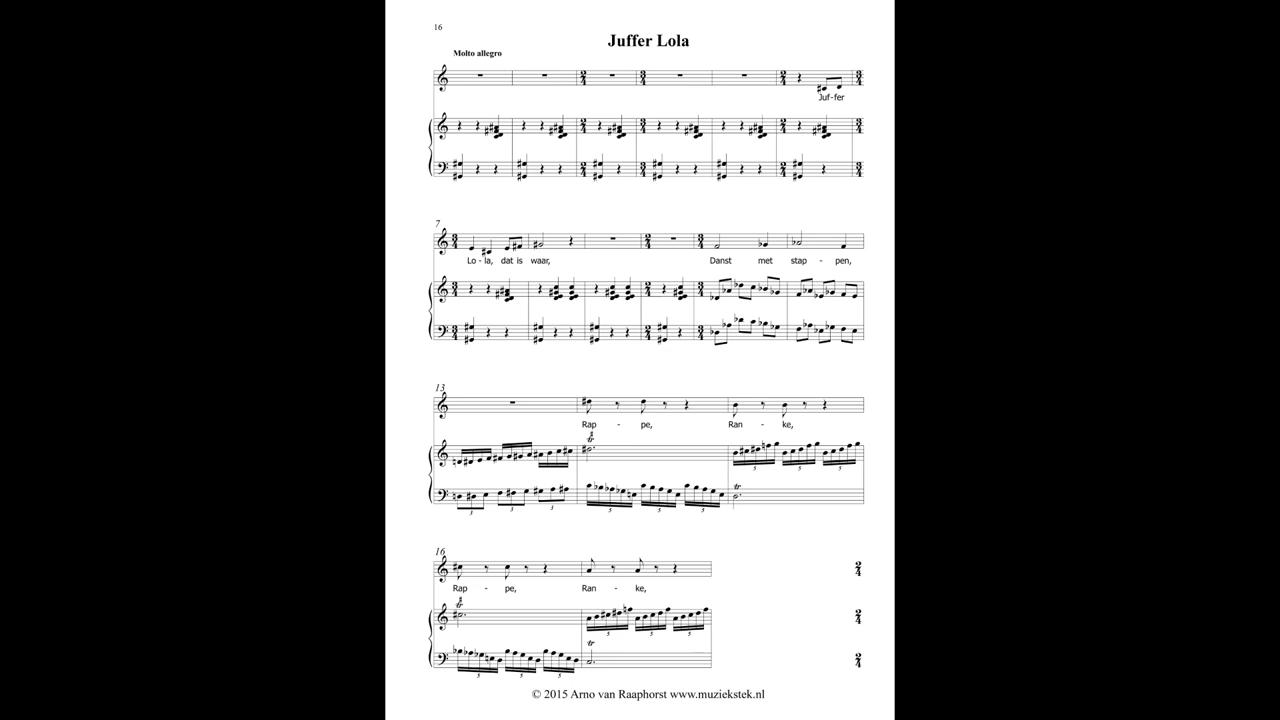 16
Juffer Lola
Molto allegro
Juf-fer
7
Lo - la, dat is waar, Danst met stap - pen,
13
Rap - pe, Ran - ke,
16
Rap - pe, Ran - ke,
© 2015 Arno van Raaphorst www.muziekstek.nl